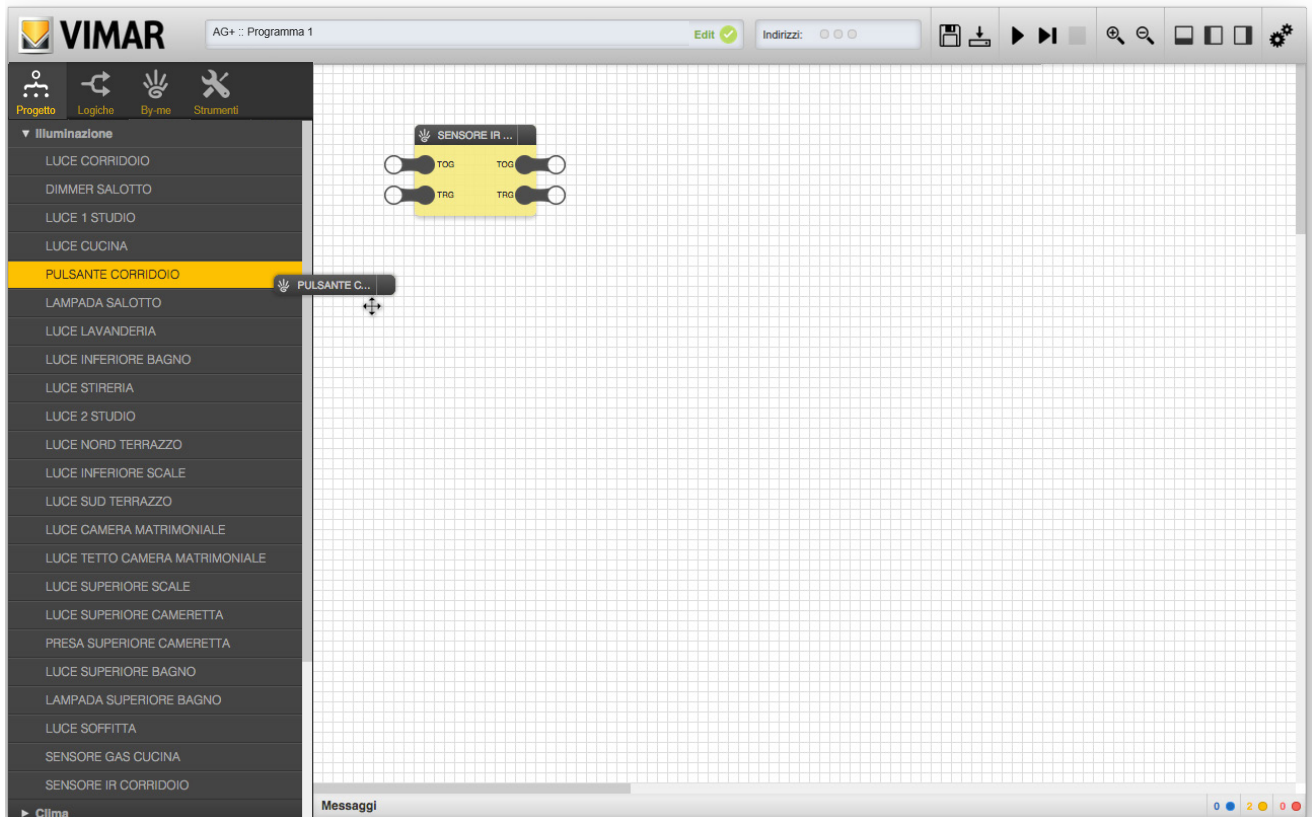 VIMAR
AG+ :: Programma 1
Edit
Indirizzi:
Progetto
Logiche
By-me
Strumenti
▼ Illuminazione
LUCE CORRIDOIO
DIMMER SALOTTO
LUCE 1 STUDIO
LUCE CUCINA
PULSANTE CORRIDOIO
LAMPADA SALOTTO
LUCE LAVANDERIA
LUCE INFERIORE BAGNO
LUCE STIRERIA
LUCE 2 STUDIO
LUCE NORD TERRAZZO
LUCE INFERIORE SCALE
LUCE SUD TERRAZZO
LUCE CAMERA MATRIMONIALE
LUCE TETTO CAMERA MATRIMONIALE
LUCE SUPERIORE SCALE
LUCE SUPERIORE CAMERETTA
PRESA SUPERIORE CAMERETTA
LUCE SUPERIORE BAGNO
LAMPADA SUPERIORE BAGNO
LUCE SOFFITTA
SENSORE GAS CUCINA
SENSORE IR CORRIDOIO
► Clima
SENSORE IR ...
TOG TOG
TRG TRG
PULSANTE C...
Messaggi
0 2 0